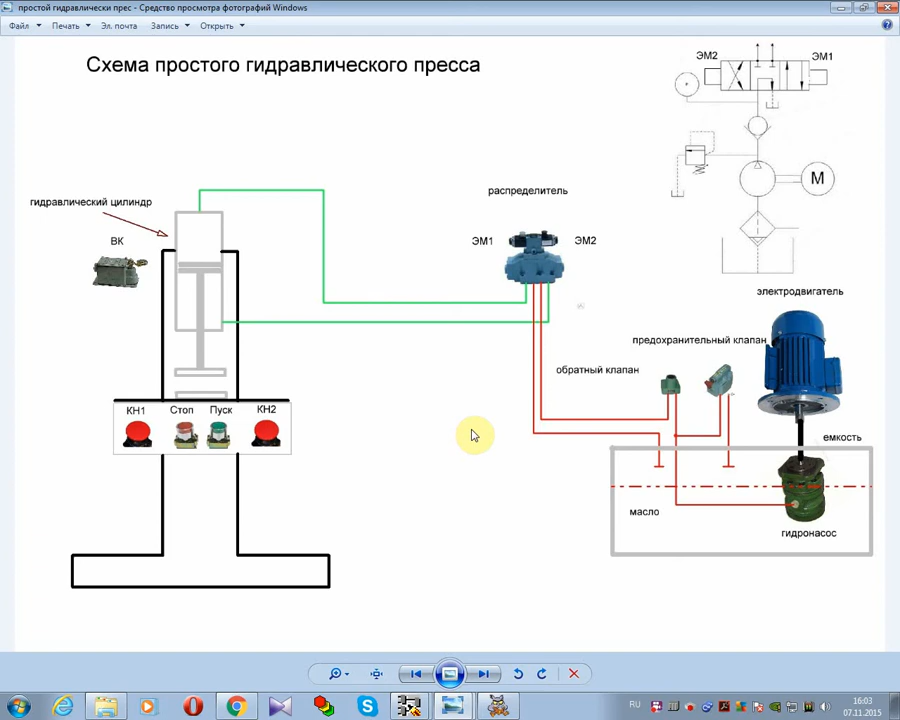 простой гидравлически прес - Средство просмотра фотографий Windows
Файл Печать Эл. почта Запись Открыть
Схема простого гидравлического пресса
ЭМ2 ЭМ1
M
гидравлический цилиндр
распределитель
ВК
ЭМ1 ЭМ2
электродвигатель
предохранительный клапан
обратный клапан
КН1 Стоп Пуск КН2
емкость
масло
гидронасос
RU
16:03
07.11.2015